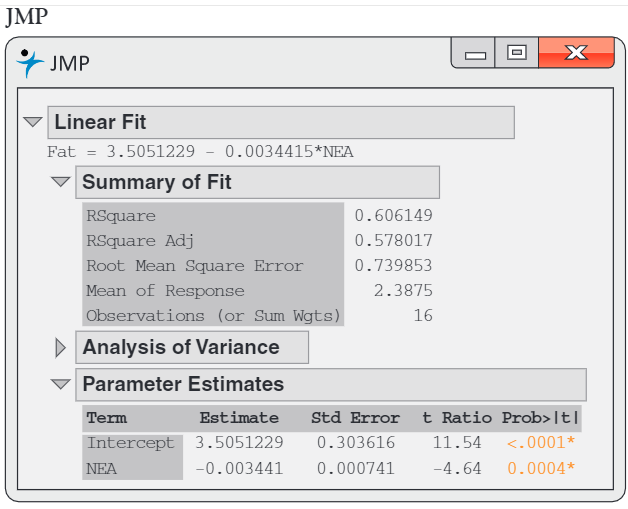 JMP
JMP
Linear Fit
Fat = 3.5051229 - 0.0034415*NEA
Summary of Fit
RSquare 0.606149
RSquare Adj 0.578017
Root Mean Square Error 0.739853
Mean of Response 2.3875
Observations (or Sum Wgts) 16
Analysis of Variance
Parameter Estimates
Term Estimate Std Error t Ratio Prob>|t|
Intercept 3.5051229 0.303616 11.54 <.0001*
NEA -0.003441 0.000741 -4.64 0.0004*